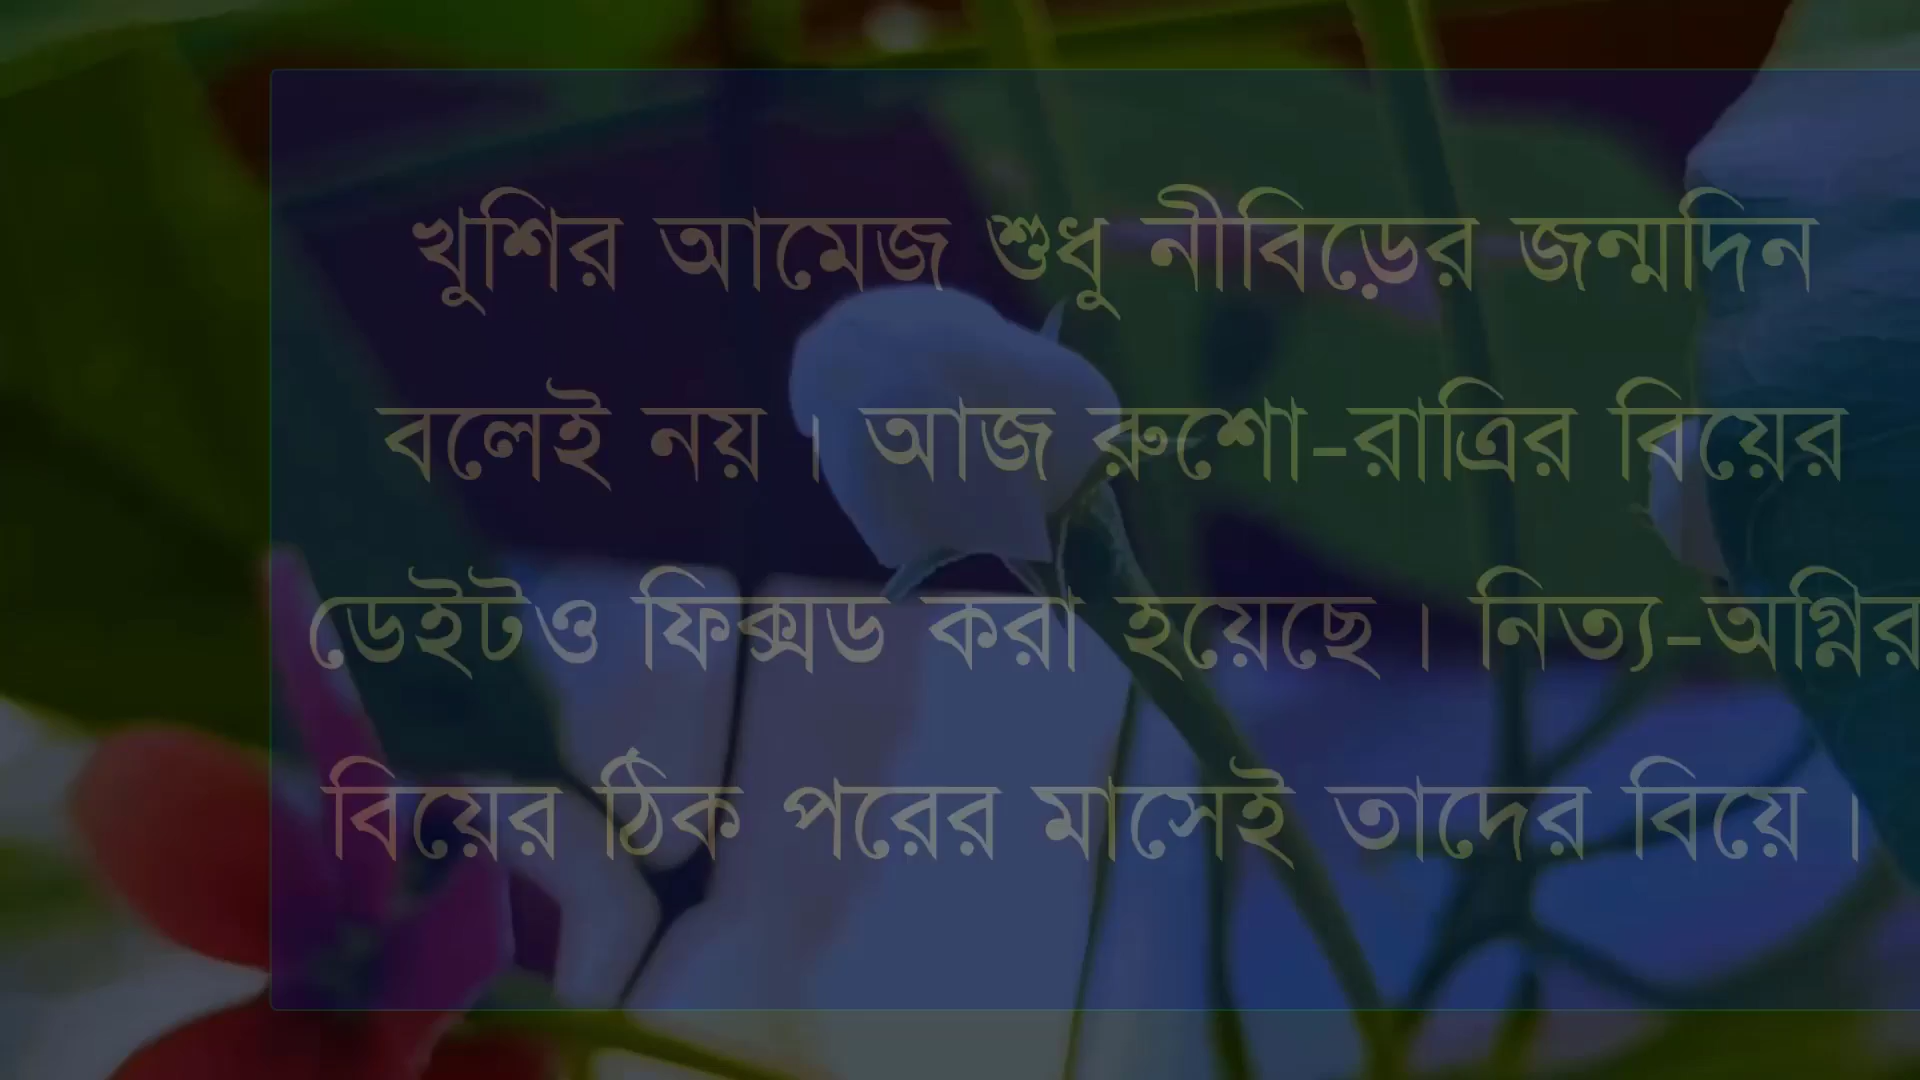 খুশির আমেজ শুধু নীবিড়ের জন্মদিন
বলেই নয় । আজ রুশো-রাত্রির বিয়ের
ডেইটও ফিক্সড করা হয়েছে । নিত্য-অগ্নির
বিয়ের ঠিক পরের মাসেই তাদের বিয়ে ।